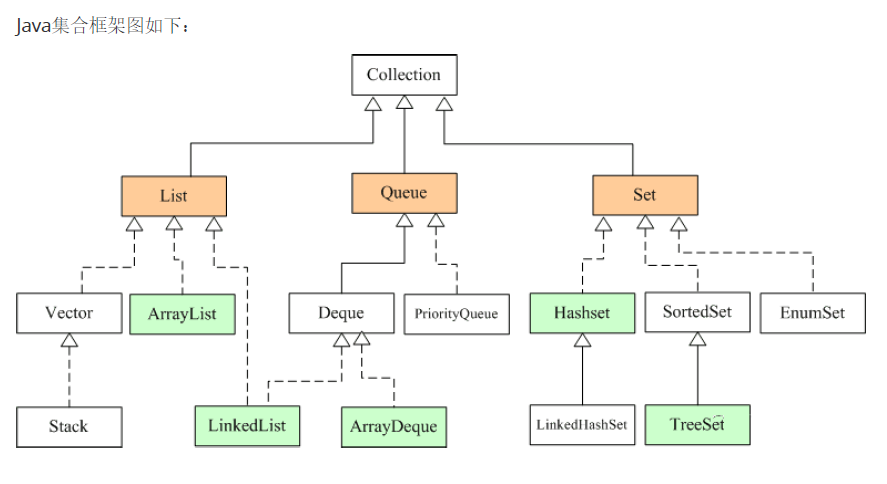 Java集合框架图如下：
Collection
List
Queue
Set
Vector
ArrayList
Deque
PriorityQueue
Hashset
SortedSet
EnumSet
Stack
LinkedList
ArrayDeque
LinkedHashSet
TreeSet